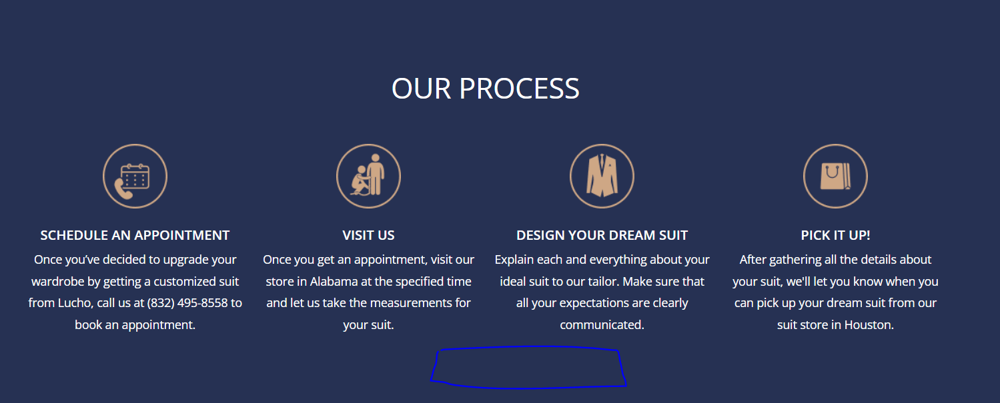 OUR PROCESS
SCHEDULE AN APPOINTMENT
Once you’ve decided to upgrade your
wardrobe by getting a customized suit
from Lucho, call us at (832) 495-8558 to
book an appointment.
VISIT US
Once you get an appointment, visit our
store in Alabama at the specified time
and let us take the measurements for
your suit.
DESIGN YOUR DREAM SUIT
Explain each and everything about your
ideal suit to our tailor. Make sure that
all your expectations are clearly
communicated.
PICK IT UP!
After gathering all the details about
your suit, we'll let you know when you
can pick up your dream suit from our
suit store in Houston.